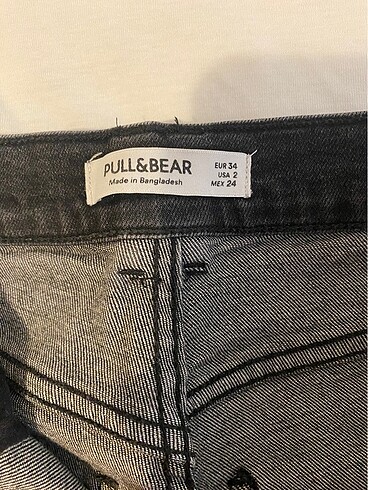 PULL&BEAR
Made in Bangladesh
EUR 34
USA 2
MEX 24